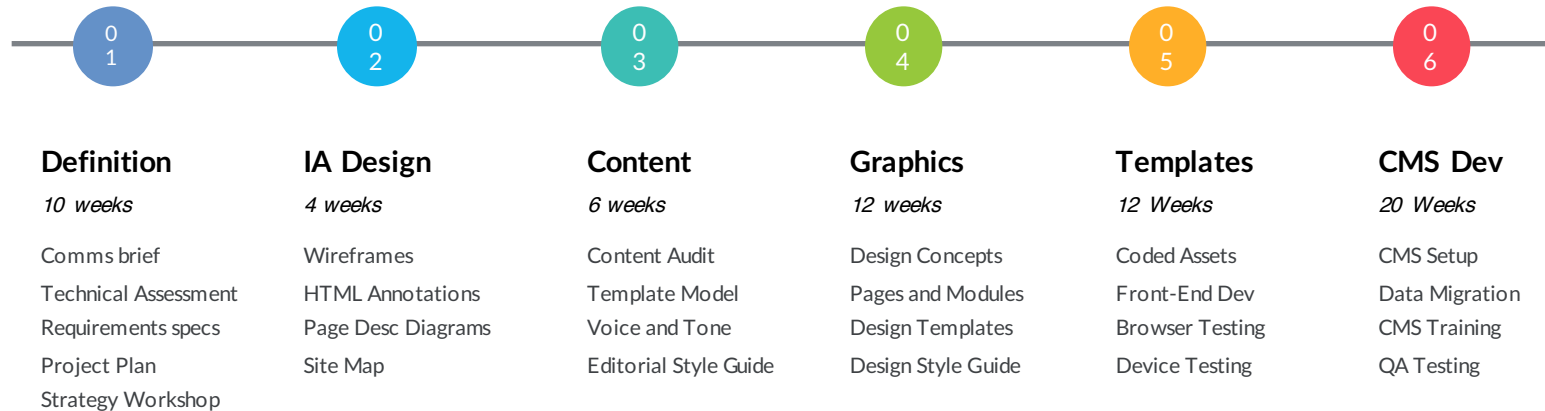 0
1
0
2
0
3
0
4
0
5
0
6
Definition
10 weeks
Comms brief
Technical Assessment
Requirements specs
Project Plan
Strategy Workshop
IA Design
4 weeks
Wireframes
HTML Annotations
Page Desc Diagrams
Site Map
Content
6 weeks
Content Audit
Template Model
Voice and Tone
Editorial Style Guide
Graphics
12 weeks
Design Concepts
Pages and Modules
Design Templates
Design Style Guide
Templates
12 Weeks
Coded Assets
Front-End Dev
Browser Testing
Device Testing
CMS Dev
20 Weeks
CMS Setup
Data Migration
CMS Training
QA Testing